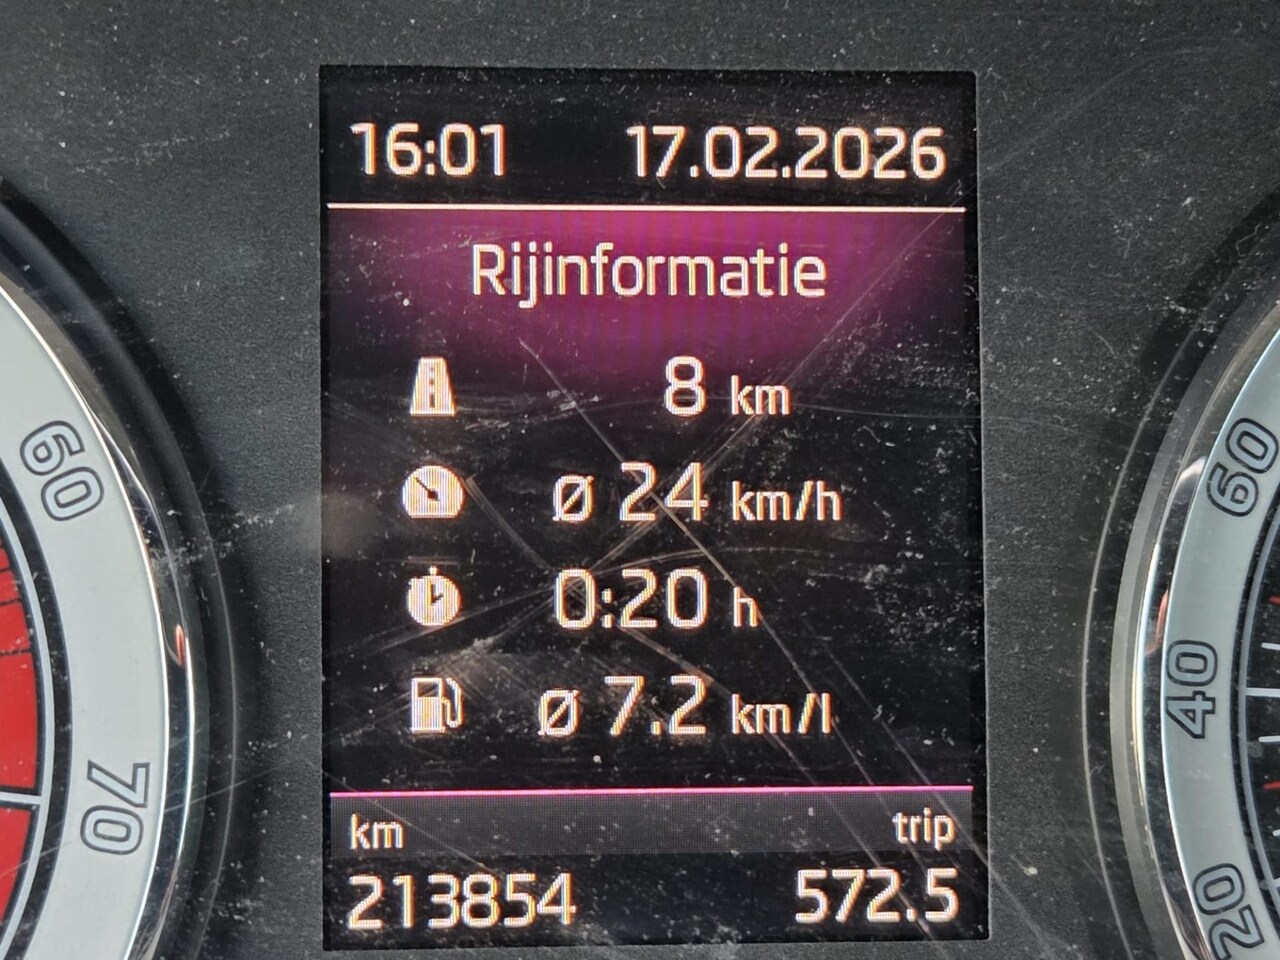 16:01 17.02.2026
Rijinformatie
8 km
ø 24 km/h
0:20 h
ø 7.2 km/l
km trip
213854 572.5
60
70
60
40
20